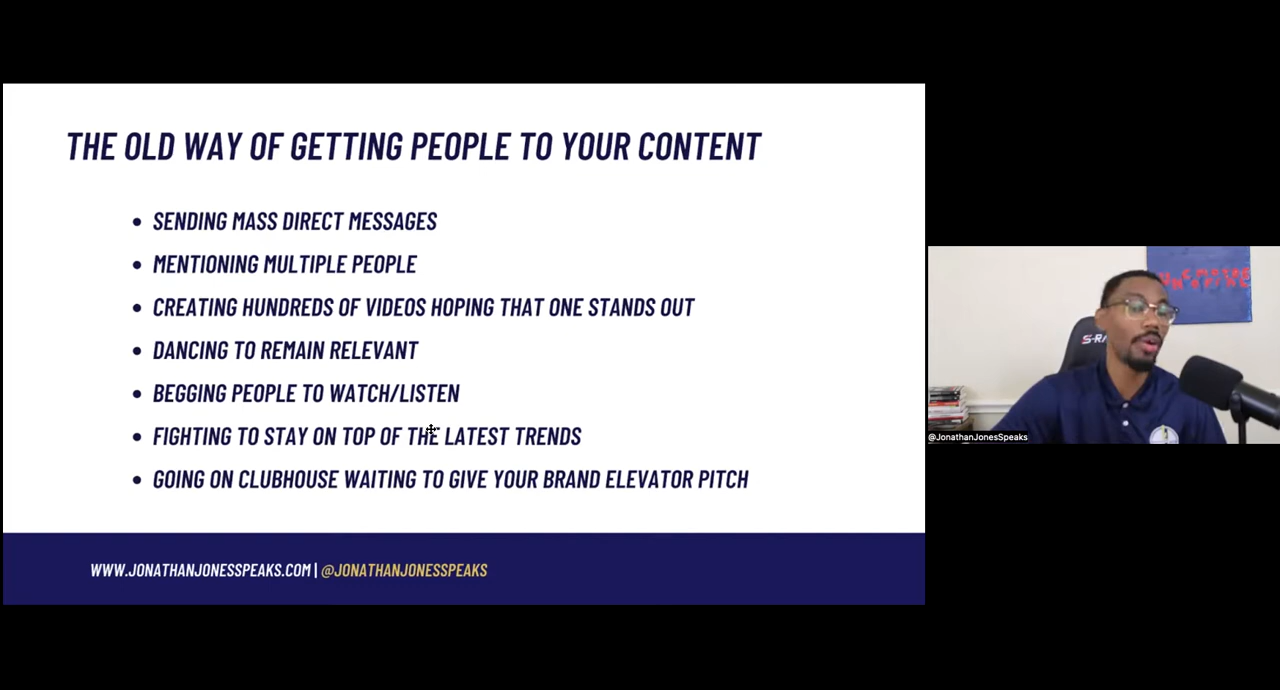 THE OLD WAY OF GETTING PEOPLE TO YOUR CONTENT
• SENDING MASS DIRECT MESSAGES
• MENTIONING MULTIPLE PEOPLE
• CREATING HUNDREDS OF VIDEOS HOPING THAT ONE STANDS OUT
• DANCING TO REMAIN RELEVANT
• BEGGING PEOPLE TO WATCH/LISTEN
• FIGHTING TO STAY ON TOP OF THE LATEST TRENDS
• GOING ON CLUBHOUSE WAITING TO GIVE YOUR BRAND ELEVATOR PITCH
WWW.JONATHANJONESSPEAKS.COM | @JONATHANJONESSPEAKS
@JonathanJonesSpeaks